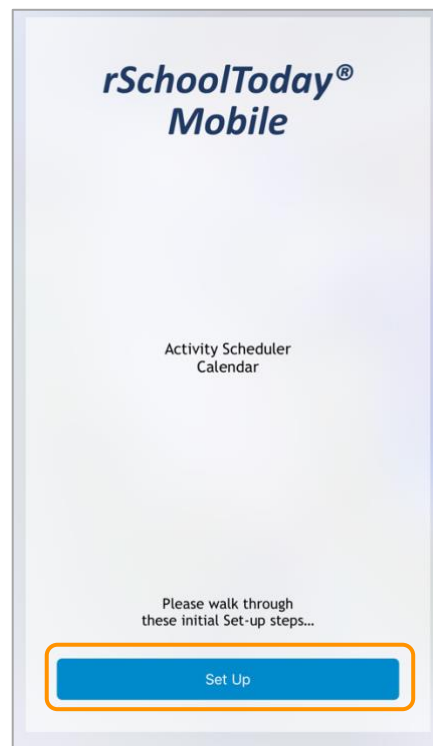 rSchoolToday®
Mobile
Activity Scheduler
Calendar
Please walk through
these initial Set-up steps…
Set Up